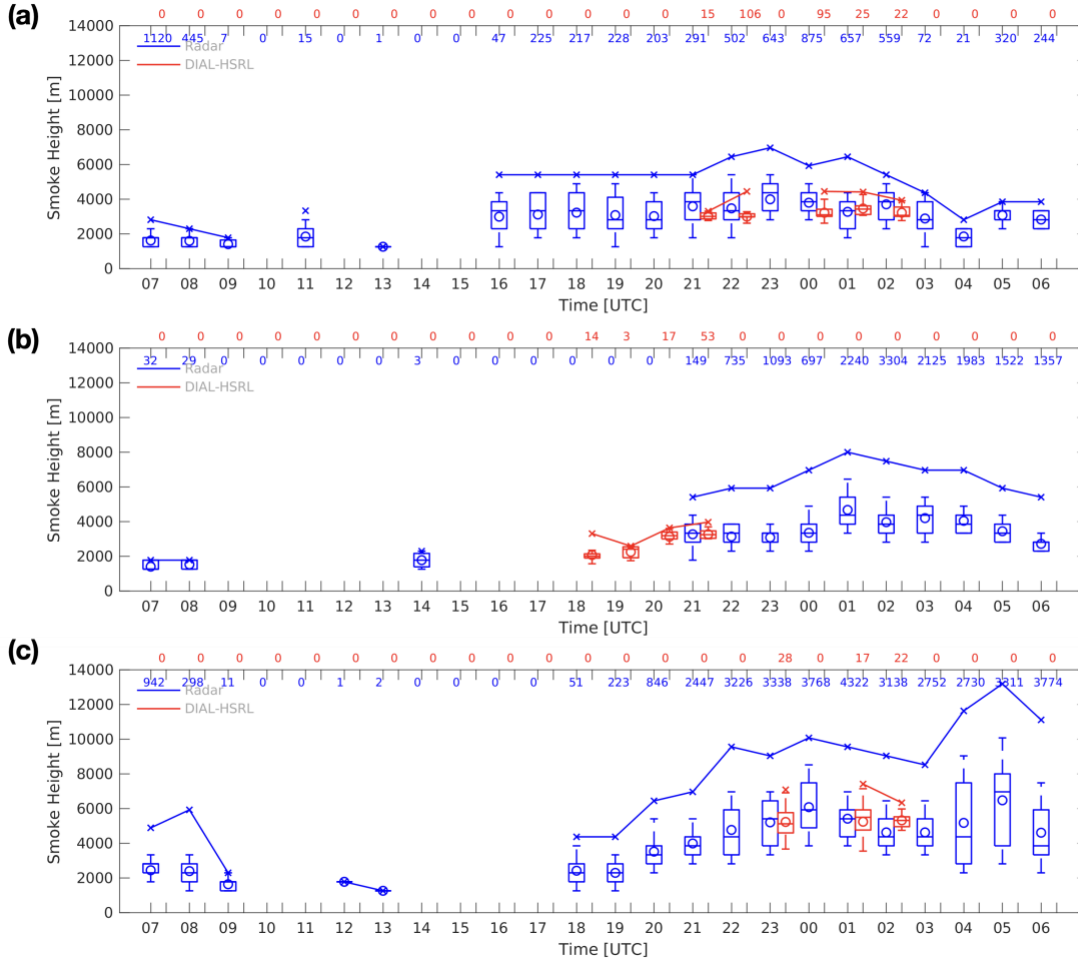 (a)
0 0 0 0 0 0 0 0 0 0 0 0 0 0 15 106 0 95 25 22 0 0 0 0
14000
1120 445 7 0 15 0 1 0 0 47 225 217 228 203 291 502 643 875 657 559 72 21 320 244
Radar
DIAL-HSRL
12000
10000
8000
6000
4000
2000
0
Smoke Height [m]
07 08 09 10 11 12 13 14 15 16 17 18 19 20 21 22 23 00 01 02 03 04 05 06
Time [UTC]
(b)
0 0 0 0 0 0 0 0 0 0 0 14 3 17 53 0 0 0 0 0 0 0 0 0
14000
32 29 0 0 0 0 0 3 0 0 0 0 0 0 149 735 1093 697 2240 3304 2125 1983 1522 1357
Radar
DIAL-HSRL
12000
10000
8000
6000
4000
2000
0
Smoke Height [m]
07 08 09 10 11 12 13 14 15 16 17 18 19 20 21 22 23 00 01 02 03 04 05 06
Time [UTC]
(c)
0 0 0 0 0 0 0 0 0 0 0 0 0 0 0 0 28 0 17 22 0 0 0 0
14000
942 298 11 0 0 1 2 0 0 0 0 51 223 846 2447 3226 3338 3768 4322 3138 2752 2730 3311 3774
Radar
DIAL-HSRL
12000
10000
8000
6000
4000
2000
0
Smoke Height [m]
07 08 09 10 11 12 13 14 15 16 17 18 19 20 21 22 23 00 01 02 03 04 05 06
Time [UTC]